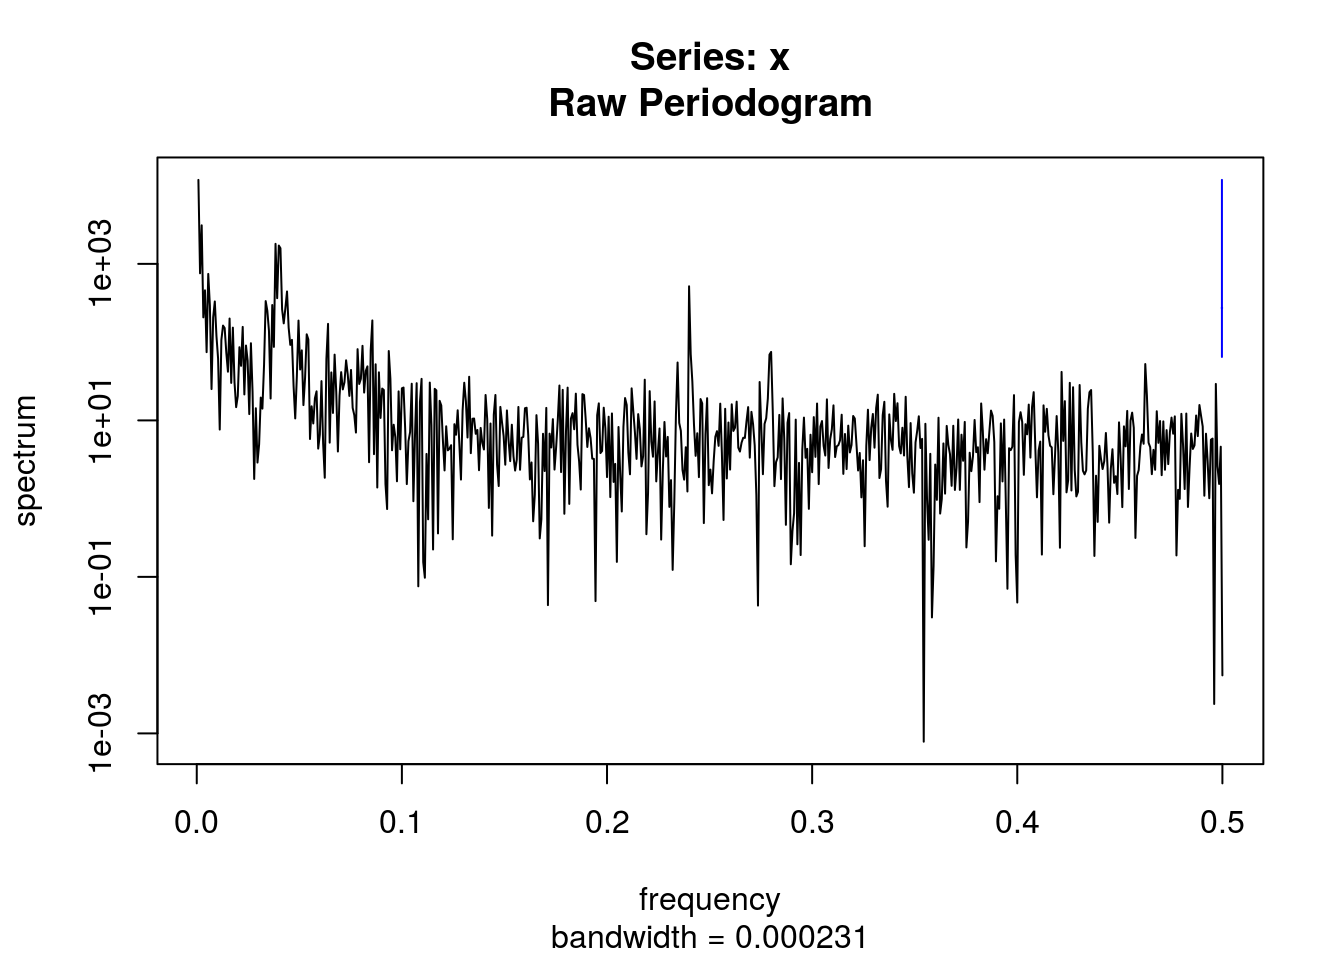 Series: x
Raw Periodogram
spectrum
1e+03
1e+01
1e-01
1e-03
0.0 0.1 0.2 0.3 0.4 0.5
frequency
bandwidth = 0.000231